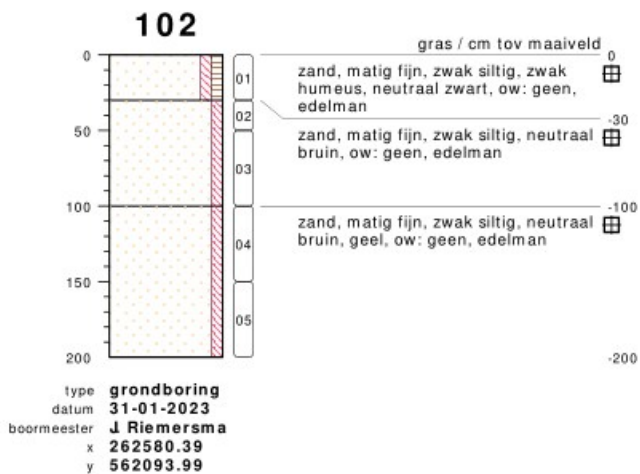 102
gras / cm tov maaiveld
0
0
01
zand, matig fijn, zwak siltig, zwak
humeus, neutraal zwart, ow: geen,
edelman
02
-30
50
zand, matig fijn, zwak siltig, neutraal
bruin, ow: geen, edelman
03
100
-100
04
zand, matig fijn, zwak siltig, neutraal
bruin, geel, ow: geen, edelman
150
05
200
-200
type grondboring
datum 31-01-2023
boormeester J. Riemersma
x 262580.39
y 562093.99